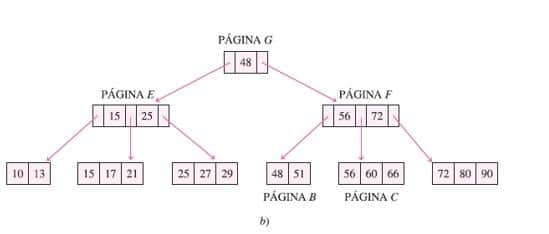 PÁGINA G
48
PÁGINA E
PÁGINA F
15 25
56 72
10 13
15 17 21
25 27 29
48 51
56 60 66
72 80 90
PÁGINA B
PÁGINA C
b)